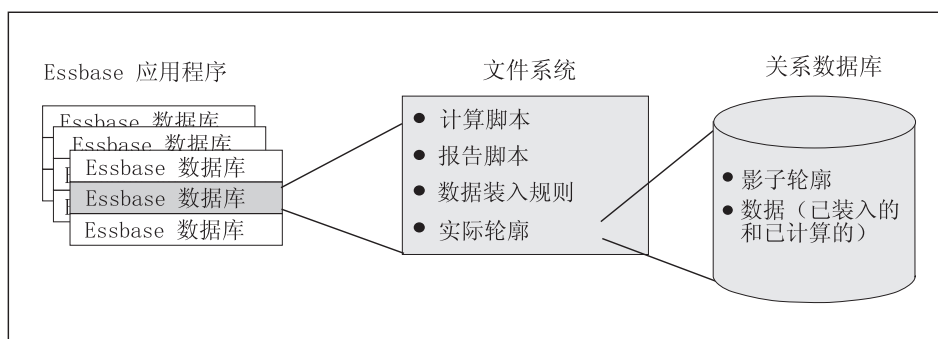 Essbase 应用程序
文件系统
关系数据库
Essbase 数据库
Essbase 数据库
Essbase 数据库
Essbase 数据库
Essbase 数据库
● 计算脚本
● 报告脚本
● 数据装入规则
● 实际轮廓
● 影子轮廓
● 数据（已装入的
和已计算的）